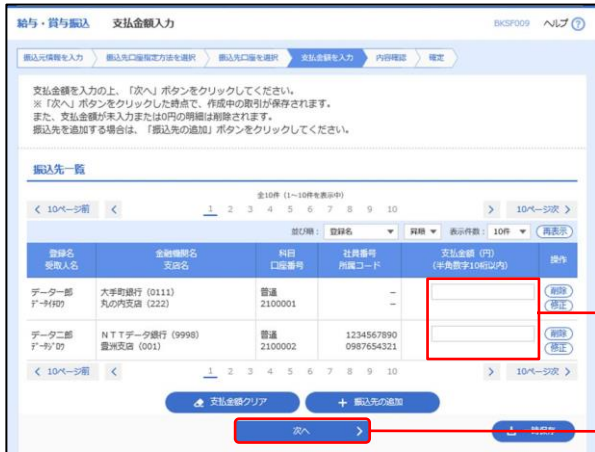 給与・賞与振込 支払金額入力 BKSF009 ヘルプ ?
振込元情報を入力 振込先口座指定方法を選択 振込先口座を選択 支払金額を入力 内容確認 確定
支払金額を入力の上、「次へ」ボタンをクリックしてください。
※「次へ」ボタンをクリックした時点で、作成中の取引が保存されます。
また、支払金額が未入力または0円の明細は削除されます。
振込先を追加する場合は、「振込先の追加」ボタンをクリックしてください。
振込先一覧
全10件（1～10件を表示中）
< 10ページ前 < 1 2 3 4 5 6 7 8 9 10 > 10ページ次 >
並び順： 登録名 ▼ 昇順 ▼ 表示件数： 10件 ▼ 再表示
登録名 金融機関名 科目 社員番号 支払金額（円） 操作
受取人名 支店名 口座番号 所属コード （半角数字10桁以内）
データ一郎 大手町銀行（0111） 普通 － 削除
ﾃﾞｰﾀｲﾁﾛｳ 丸の内支店（222） 2100001 － 修正
データ二郎 ＮＴＴデータ銀行（9998） 普通 1234567890 削除
ﾃﾞｰﾀｼﾞﾛｳ 豊洲支店（001） 2100002 0987654321 修正
< 10ページ前 < 1 2 3 4 5 6 7 8 9 10 > 10ページ次 >
支払金額クリア ＋ 振込先の追加
次へ > 一時保存